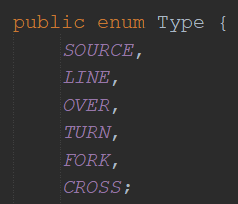 public enum Type {
SOURCE,
LINE,
OVER,
TURN,
FORK,
CROSS;